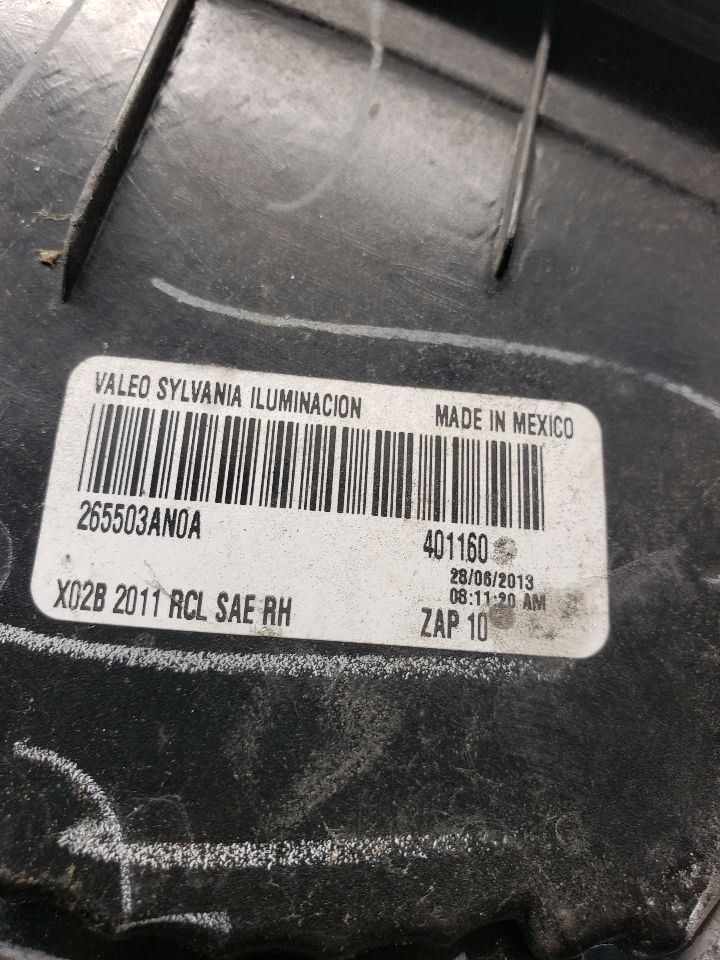 VALEO SYLVANIA ILUMINACION MADE IN MEXICO
265503AN0A 401160
28/06/2013
08:11:20 AM
X02B 2011 RCL SAE RH ZAP 10